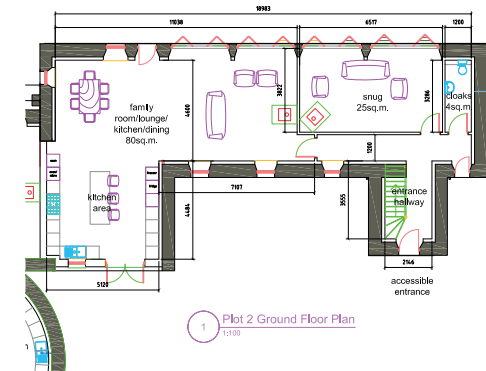 18983
11038
6517
1200
family
room/lounge/
kitchen/dining
80sq.m.
4600
3822
snug
25sq.m.
3286
cloaks
4sq.m.
1200
7107
kitchen
area
4484
3555
entrance
hallway
2146
5120
accessible
entrance
1
Plot 2 Ground Floor Plan
1:100